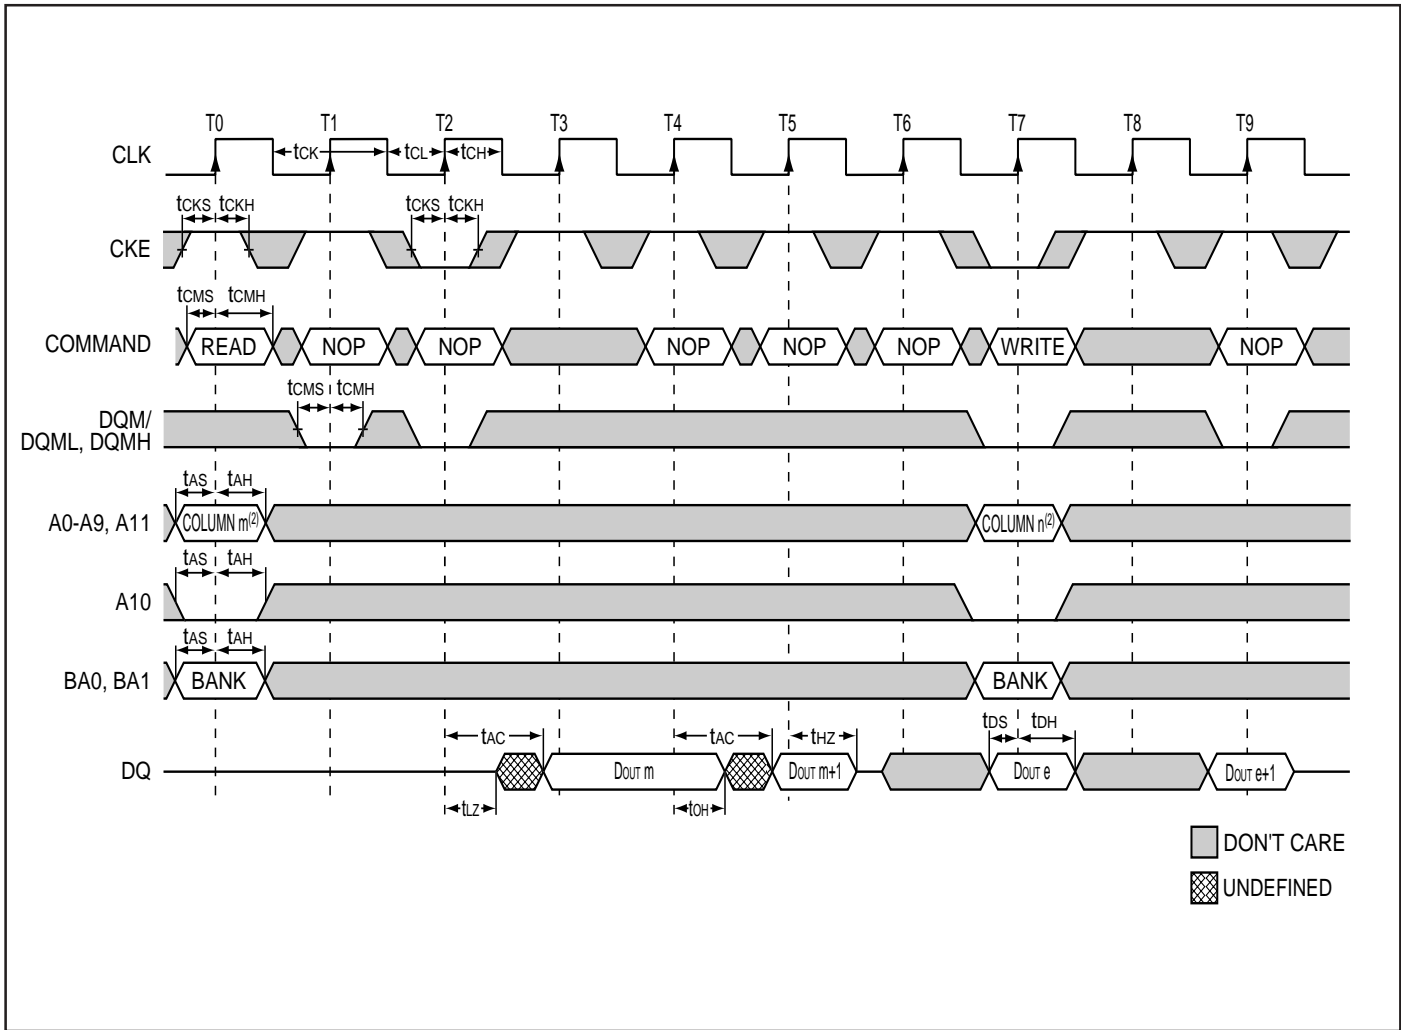 T0 T1 T2 T3 T4 T5 T6 T7 T8 T9
CLK tCK tCL tCH
tCKS tCKH tCKS tCKH
CKE
tCMS tCMH
COMMAND READ NOP NOP NOP NOP NOP WRITE NOP
tCMS tCMH
DQM/
DQML, DQMH
tAS tAH
A0-A9, A11 COLUMN m(2) COLUMN n(2)
tAS tAH
A10
tAS tAH
BA0, BA1 BANK BANK
tAC tAC tHZ tDS tDH
DQ DOUT m DOUT m+1 DOUT e DOUT e+1
tLZ tOH
DON'T CARE
UNDEFINED